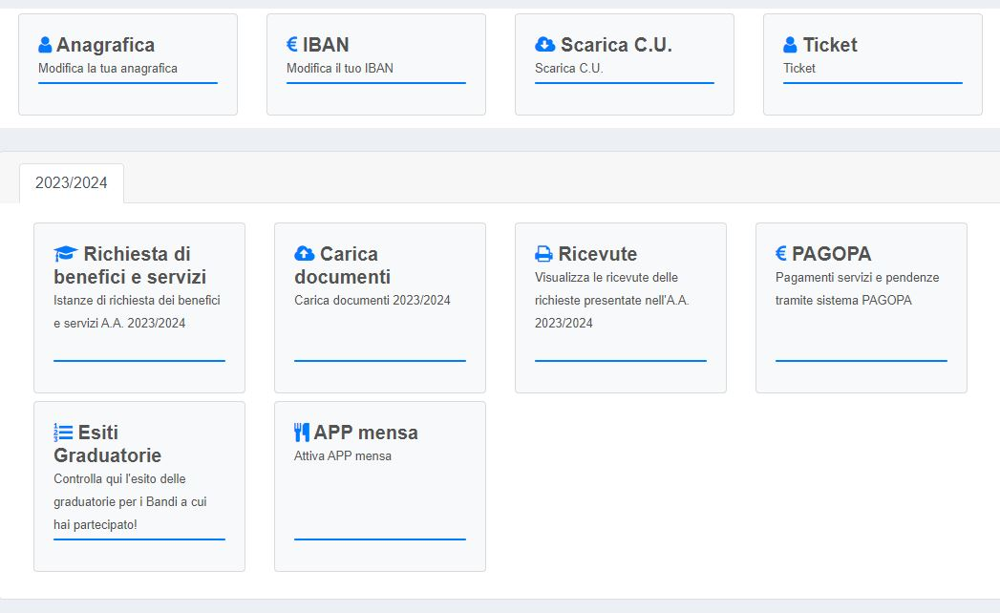 Anagrafica
Modifica la tua anagrafica
€ IBAN
Modifica il tuo IBAN
Scarica C.U.
Scarica C.U.
Ticket
Ticket
2023/2024
Richiesta di
benefici e servizi
Istanze di richiesta dei benefici
e servizi A.A. 2023/2024
Carica
documenti
Carica documenti 2023/2024
Ricevute
Visualizza le ricevute delle
richieste presentate nell'A.A.
2023/2024
€ PAGOPA
Pagamenti servizi e pendenze
tramite sistema PAGOPA
Esiti
Graduatorie
Controlla qui l'esito delle
graduatorie per i Bandi a cui
hai partecipato!
APP mensa
Attiva APP mensa